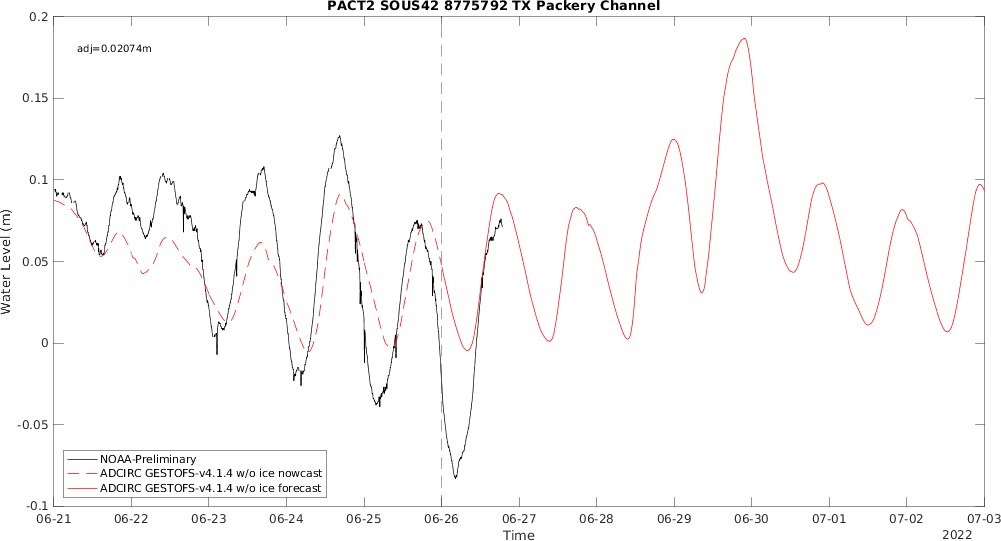 PACT2 SOUS42 8775792 TX Packery Channel
adj=0.02074m
0.2
0.15
0.1
0.05
0
-0.05
-0.1
Water Level (m)
NOAA-Preliminary
ADCIRC GESTOFS-v4.1.4 w/o ice nowcast
ADCIRC GESTOFS-v4.1.4 w/o ice forecast
06-21 06-22 06-23 06-24 06-25 06-26 06-27 06-28 06-29 06-30 07-01 07-02 07-03
Time
2022